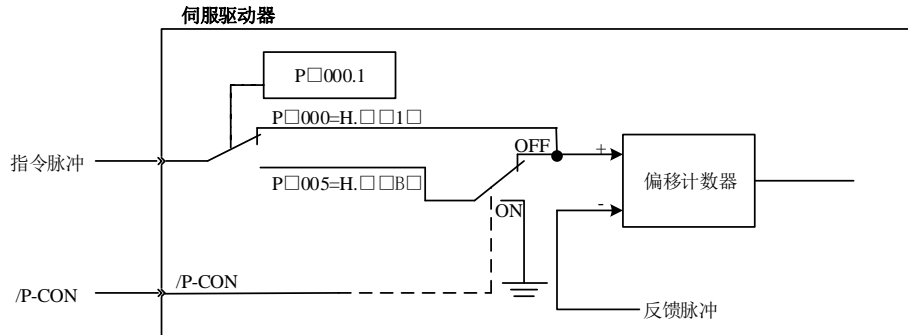 伺服驱动器
P□000.1
P□000=H.□□1□
OFF
+
指令脉冲
偏移计数器
P□005=H.□□B□
-
ON
/P-CON
/P-CON
反馈脉冲